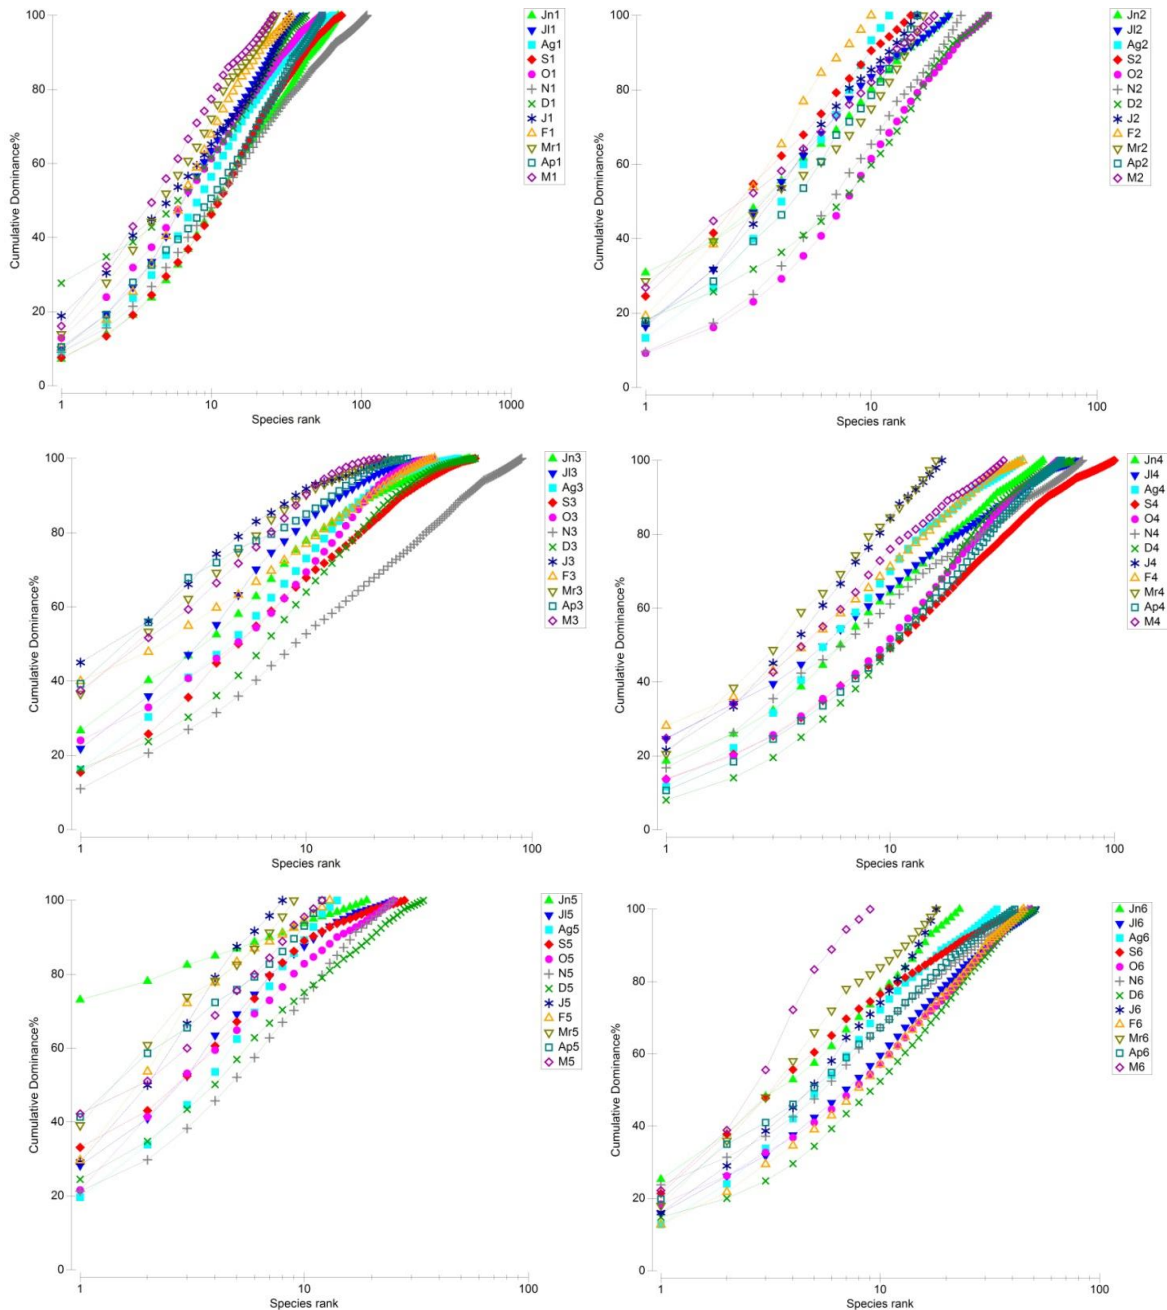 100
80
60
40
20
0
Cumulative Dominance%
1
10
100
1000
Species rank
Jn1
Jl1
Ag1
S1
O1
N1
D1
J1
F1
Mr1
Ap1
M1
100
80
60
40
20
0
Cumulative Dominance%
1
10
100
Species rank
Jn2
Jl2
Ag2
S2
O2
N2
D2
J2
F2
Mr2
Ap2
M2
100
80
60
40
20
0
Cumulative Dominance%
1
10
100
Species rank
Jn3
Jl3
Ag3
S3
O3
N3
D3
J3
F3
Mr3
Ap3
M3
100
80
60
40
20
0
Cumulative Dominance%
1
10
100
Species rank
Jn4
Jl4
Ag4
S4
O4
N4
D4
J4
F4
Mr4
Ap4
M4
100
80
60
40
20
0
Cumulative Dominance%
1
10
100
Species rank
Jn5
Jl5
Ag5
S5
O5
N5
D5
J5
F5
Mr5
Ap5
M5
100
80
60
40
20
0
Cumulative Dominance%
1
10
100
Species rank
Jn6
Jl6
Ag6
S6
O6
N6
D6
J6
F6
Mr6
Ap6
M6